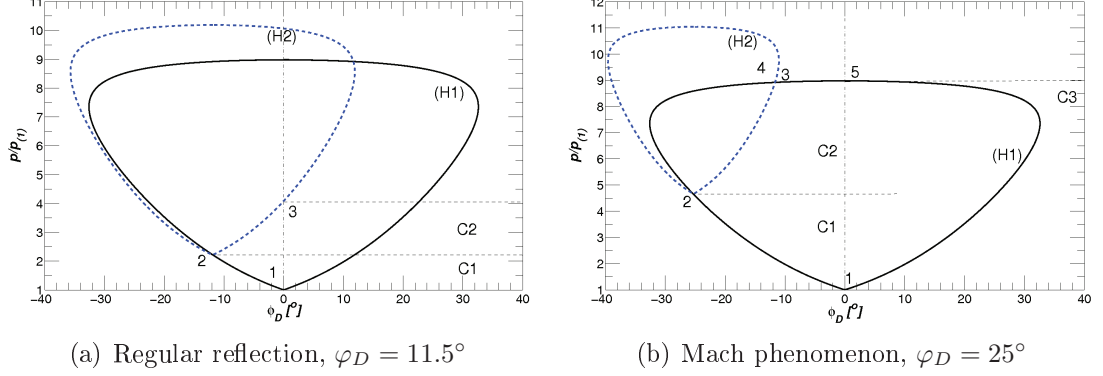 11
10
9
8
7
6
5
4
3
2
1
p/p(1)
(H2)
(H1)
3
C2
2
1
C1
−40 −30 −20 −10 0 10 20 30 40
ϕD [°]
(a) Regular reflection, φD = 11.5°
12
11
10
9
8
7
6
5
4
3
2
1
p/p(1)
(H2)
4
3
5
C3
C2
(H1)
2
C1
1
−40 −30 −20 −10 0 10 20 30 40
ϕD [°]
(b) Mach phenomenon, φD = 25°